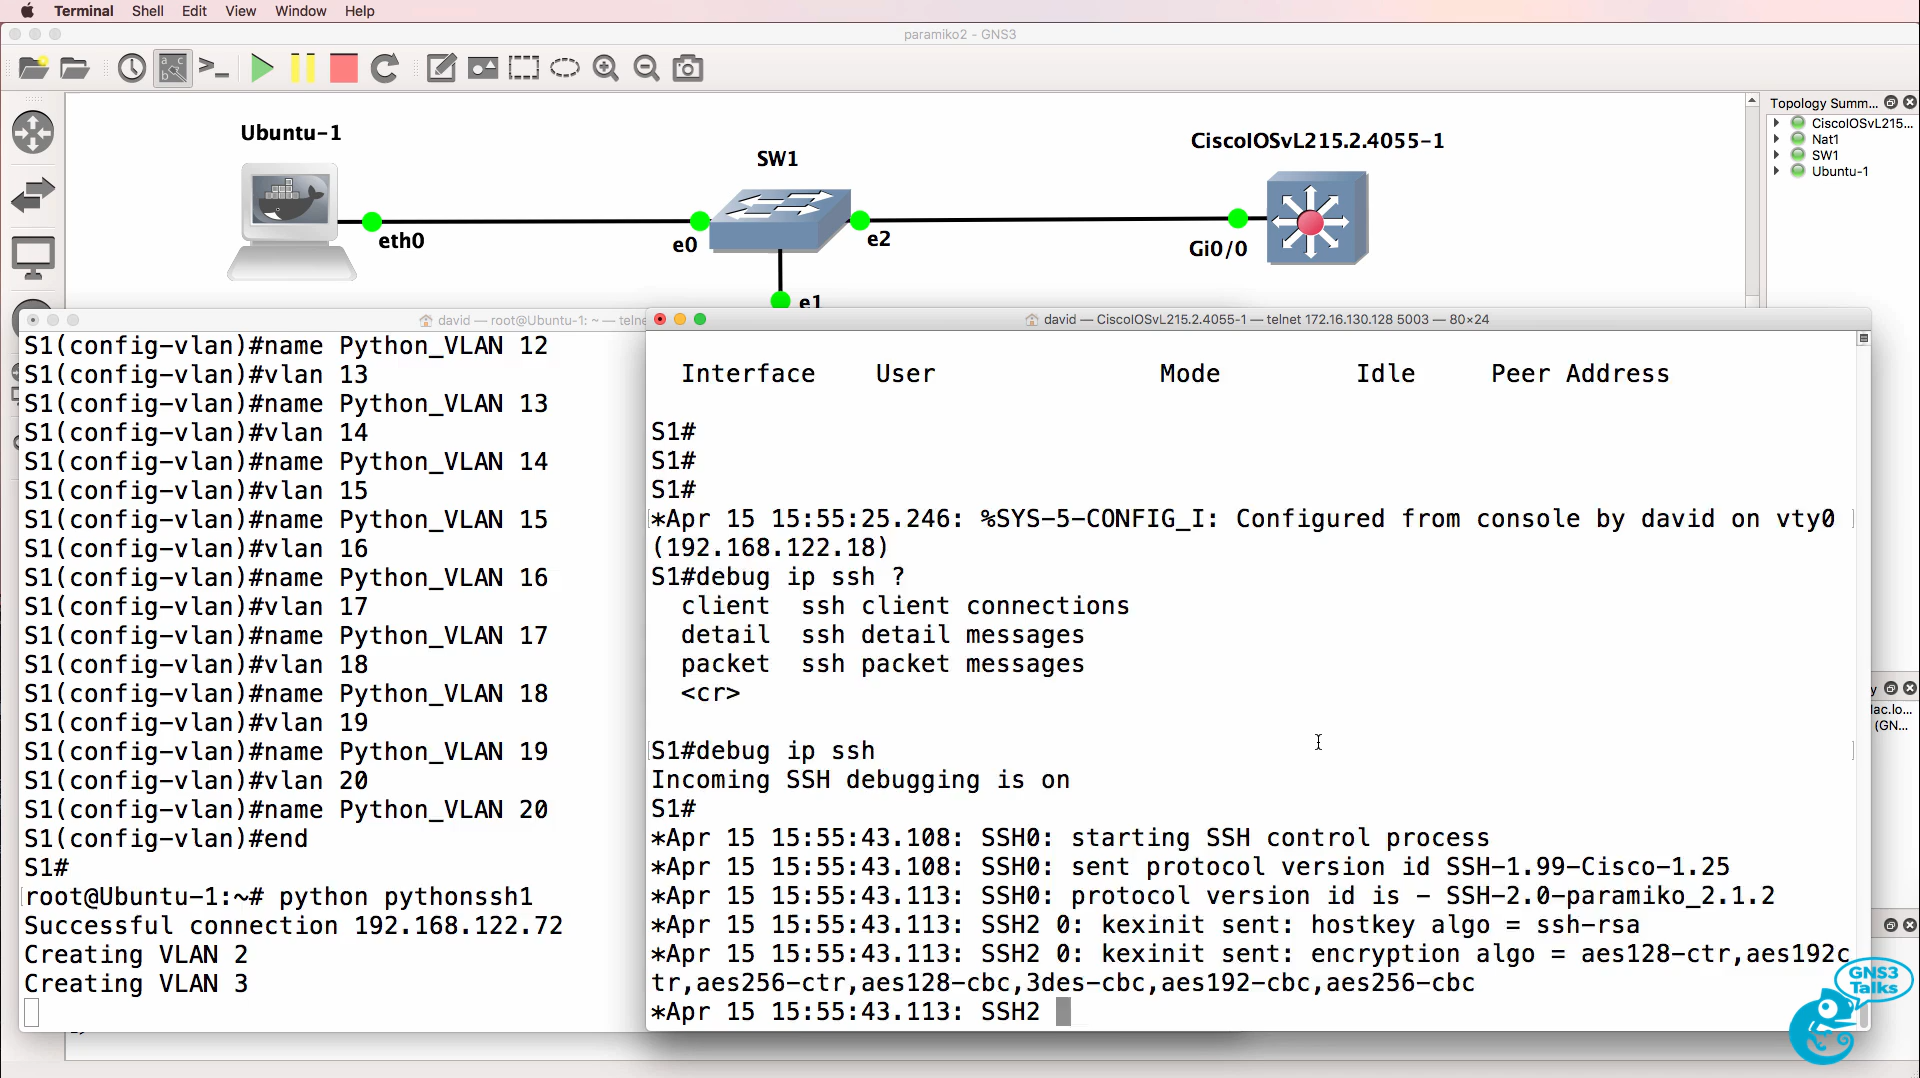 Terminal Shell Edit View Window Help
paramiko2 - GNS3
Topology Summ...
CiscoIOSvL215...
Nat1
SW1
Ubuntu-1
Ubuntu-1
SW1
CiscoIOSvL215.2.4055-1
eth0
e0
e2
Gi0/0
e1
david — root@Ubuntu-1: ~ — telne
S1(config-vlan)#name Python_VLAN 12
S1(config-vlan)#vlan 13
S1(config-vlan)#name Python_VLAN 13
S1(config-vlan)#vlan 14
S1(config-vlan)#name Python_VLAN 14
S1(config-vlan)#vlan 15
S1(config-vlan)#name Python_VLAN 15
S1(config-vlan)#vlan 16
S1(config-vlan)#name Python_VLAN 16
S1(config-vlan)#vlan 17
S1(config-vlan)#name Python_VLAN 17
S1(config-vlan)#vlan 18
S1(config-vlan)#name Python_VLAN 18
S1(config-vlan)#vlan 19
S1(config-vlan)#name Python_VLAN 19
S1(config-vlan)#vlan 20
S1(config-vlan)#name Python_VLAN 20
S1(config-vlan)#end
S1#
root@Ubuntu-1:~# python pythonssh1
Successful connection 192.168.122.72
Creating VLAN 2
Creating VLAN 3
david — CiscoIOSvL215.2.4055-1 — telnet 172.16.130.128 5003 — 80×24
Interface User Mode Idle Peer Address
S1#
S1#
S1#
*Apr 15 15:55:25.246: %SYS-5-CONFIG_I: Configured from console by david on vty0
(192.168.122.18)
S1#debug ip ssh ?
client ssh client connections
detail ssh detail messages
packet ssh packet messages
<cr>
S1#debug ip ssh
Incoming SSH debugging is on
S1#
*Apr 15 15:55:43.108: SSH0: starting SSH control process
*Apr 15 15:55:43.108: SSH0: sent protocol version id SSH-1.99-Cisco-1.25
*Apr 15 15:55:43.113: SSH0: protocol version id is - SSH-2.0-paramiko_2.1.2
*Apr 15 15:55:43.113: SSH2 0: kexinit sent: hostkey algo = ssh-rsa
*Apr 15 15:55:43.113: SSH2 0: kexinit sent: encryption algo = aes128-ctr,aes192c
tr,aes256-ctr,aes128-cbc,3des-cbc,aes192-cbc,aes256-cbc
*Apr 15 15:55:43.113: SSH2
y
lac.lo...
(GN...
GNS3
Talks